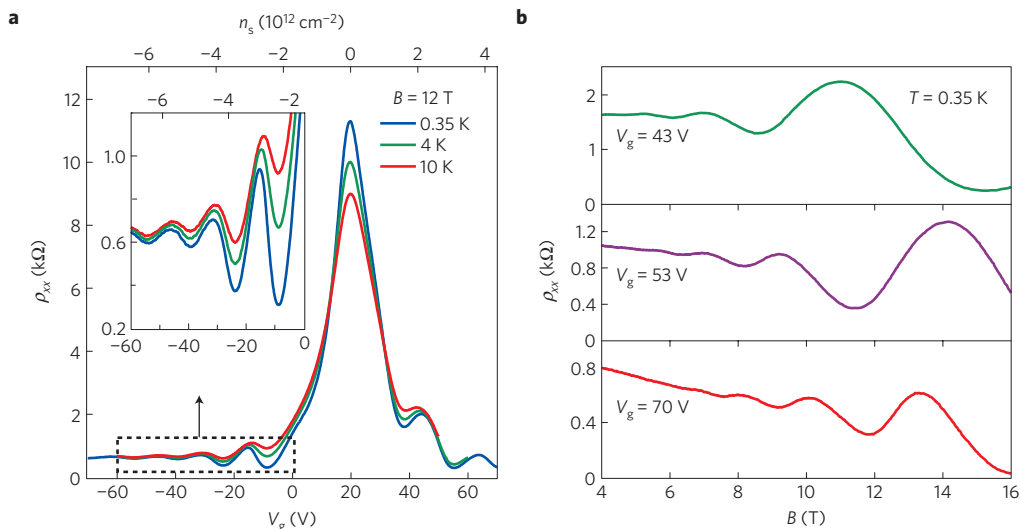 a
n_s (10^12 cm^−2)
−6 −4 −2 0 2 4
B = 12 T
0.35 K
4 K
10 K
−6 −4 −2
1.0
0.6
0.2
−60 −40 −20 0
12
10
8
6
4
2
0
ρ_xx (kΩ)
−60 −40 −20 0 20 40 60
V_g (V)
b
T = 0.35 K
V_g = 43 V
2
1
0
V_g = 53 V
1.2
0.8
0.4
0
ρ_xx (kΩ)
V_g = 70 V
0.8
0.4
0
4 6 8 10 12 14 16
B (T)